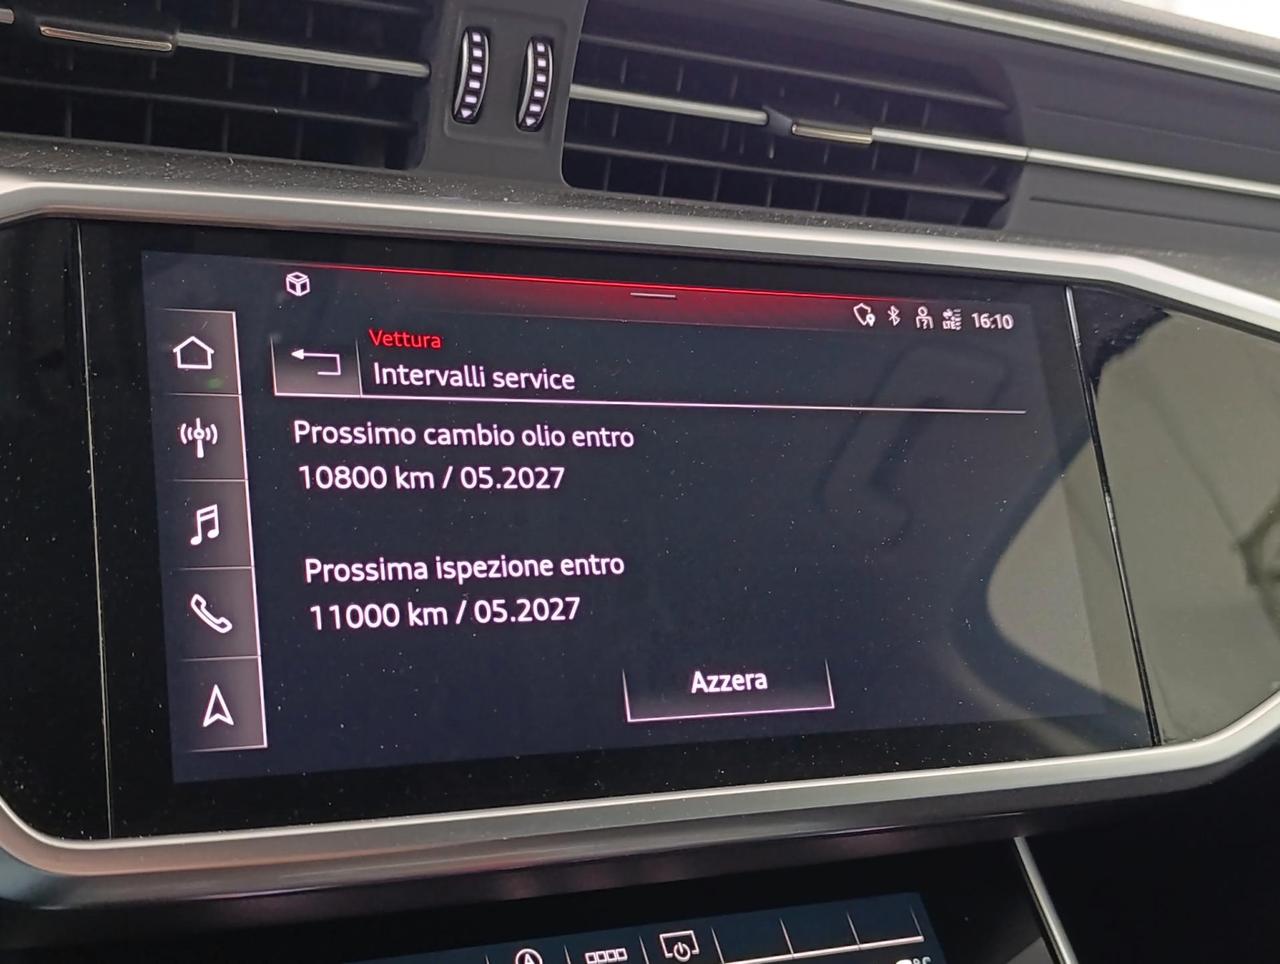 16:10
Vettura
Intervalli service
Prossimo cambio olio entro
10800 km / 05.2027
Prossima ispezione entro
11000 km / 05.2027
Azzera